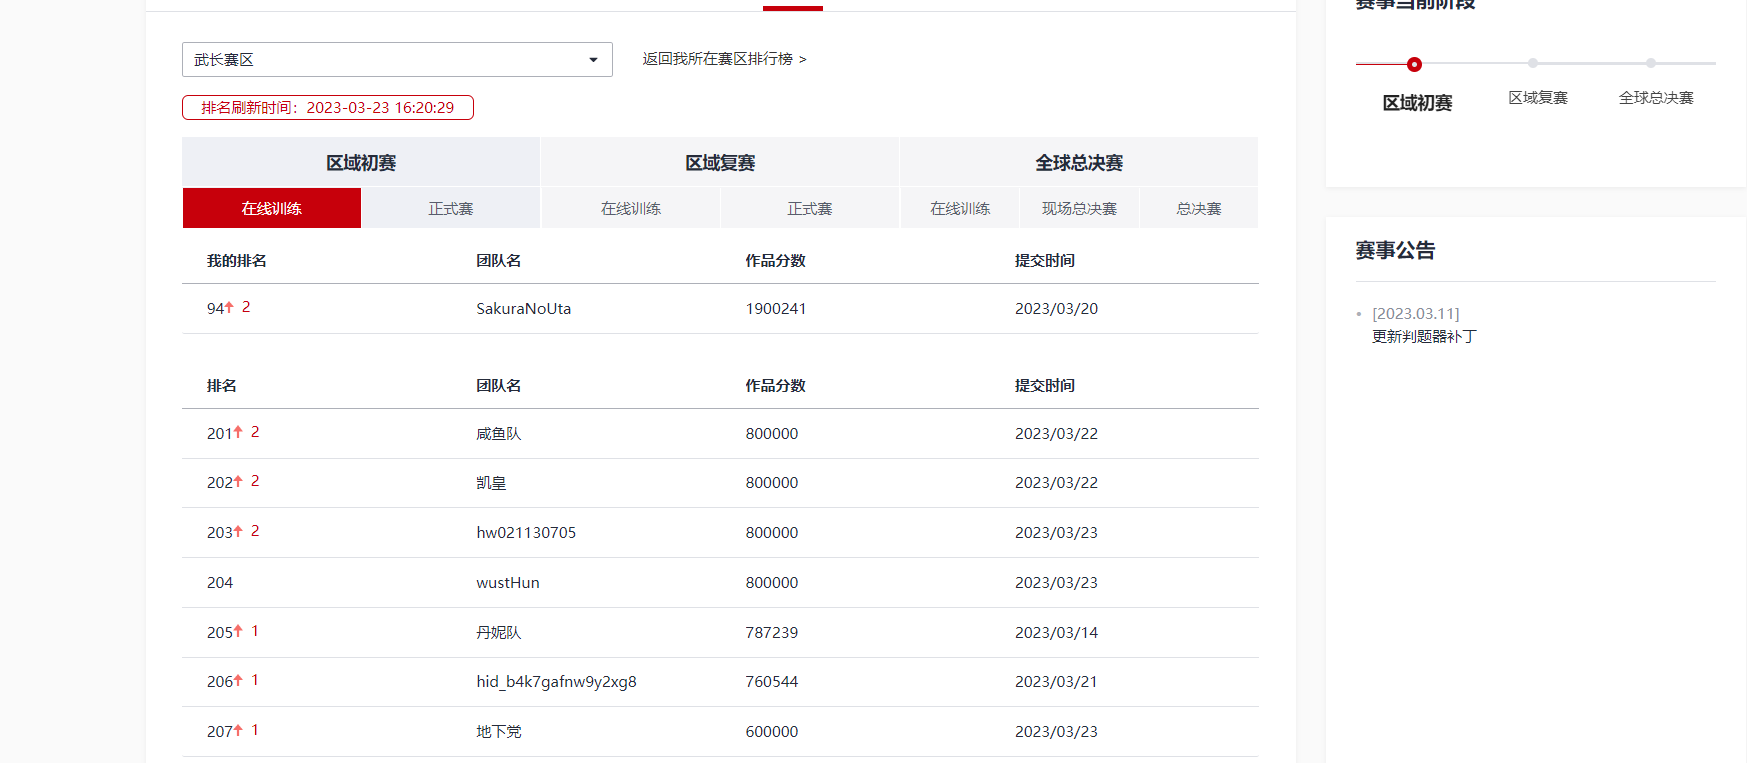 武长赛区
返回我所在赛区排行榜 >
排名刷新时间：2023-03-23 16:20:29
区域初赛 区域复赛 全球总决赛
在线训练 正式赛 在线训练 正式赛 在线训练 现场总决赛 总决赛
我的排名 团队名 作品分数 提交时间
94 2 SakuraNoUta 1900241 2023/03/20
排名 团队名 作品分数 提交时间
201 2 咸鱼队 800000 2023/03/22
202 2 凯皇 800000 2023/03/22
203 2 hw021130705 800000 2023/03/23
204 wustHun 800000 2023/03/23
205 1 丹妮队 787239 2023/03/14
206 1 hid_b4k7gafnw9y2xg8 760544 2023/03/21
207 1 地下党 600000 2023/03/23
赛事当前阶段
区域初赛 区域复赛 全球总决赛
赛事公告
[2023.03.11]
更新判题器补丁